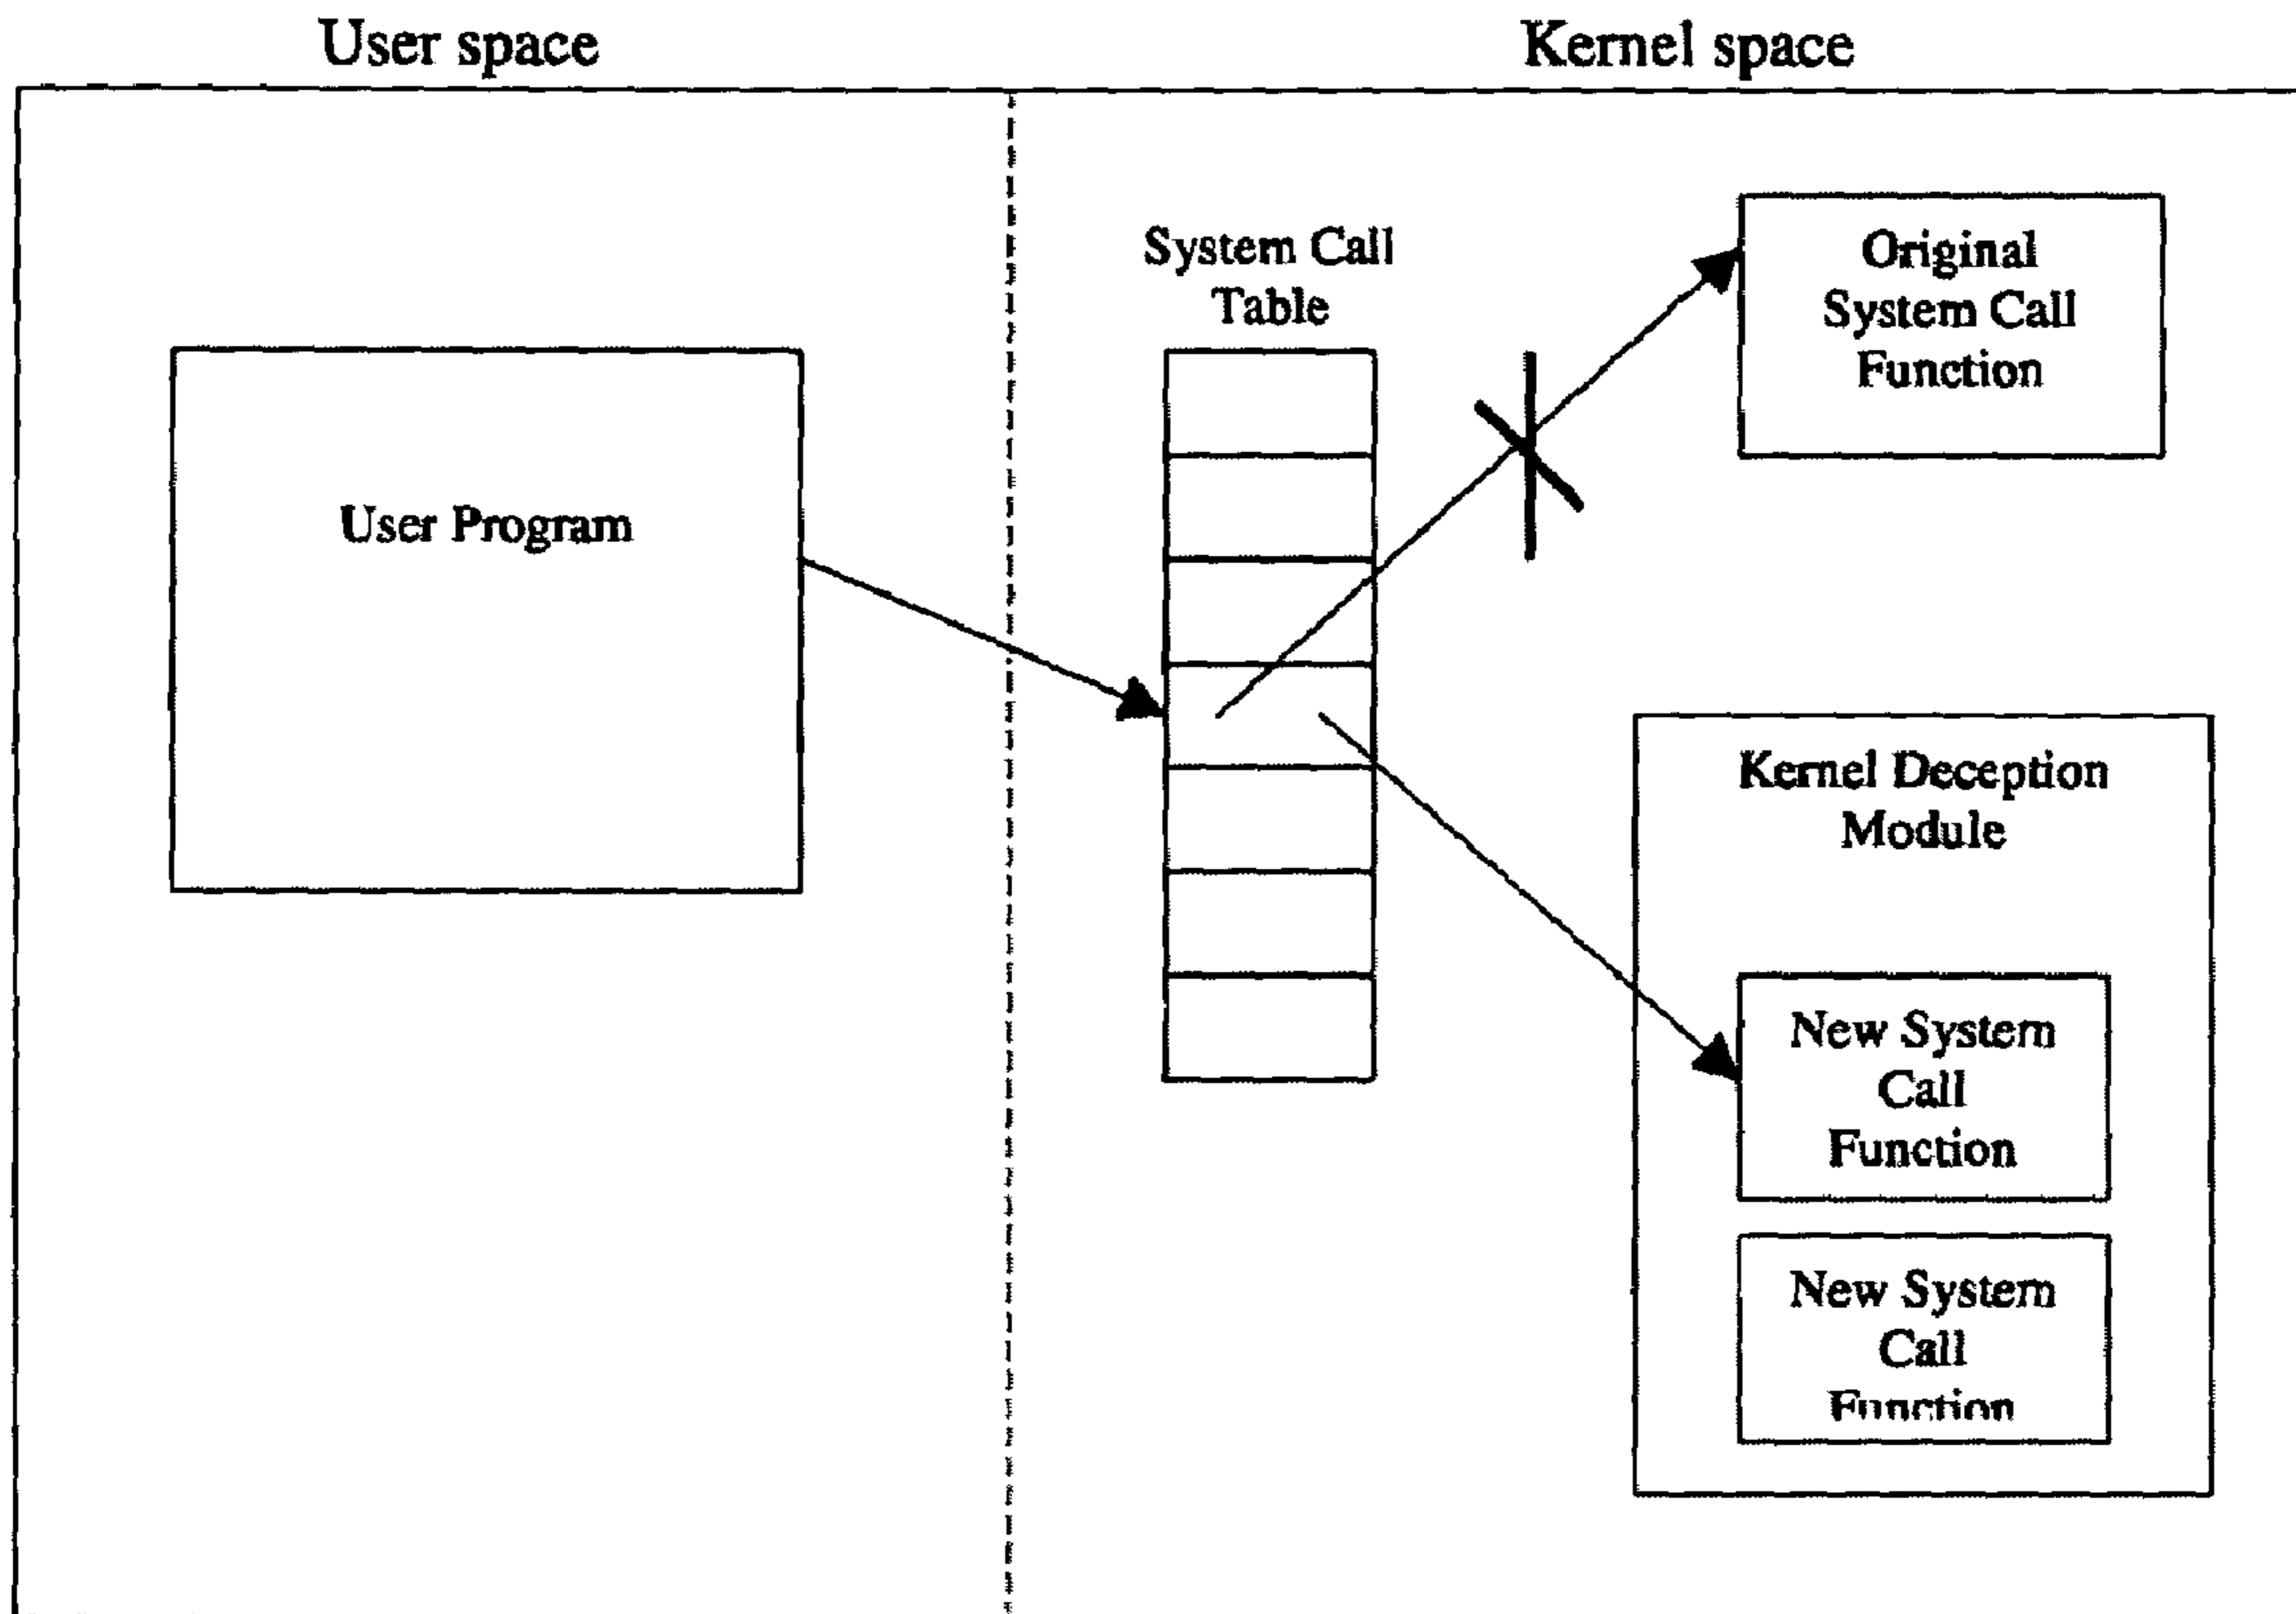 User space
Kernel space
System Call
Table
Original
System Call
Function
User Program
Kernel Deception
Module
New System
Call
Function
New System
Call
Function